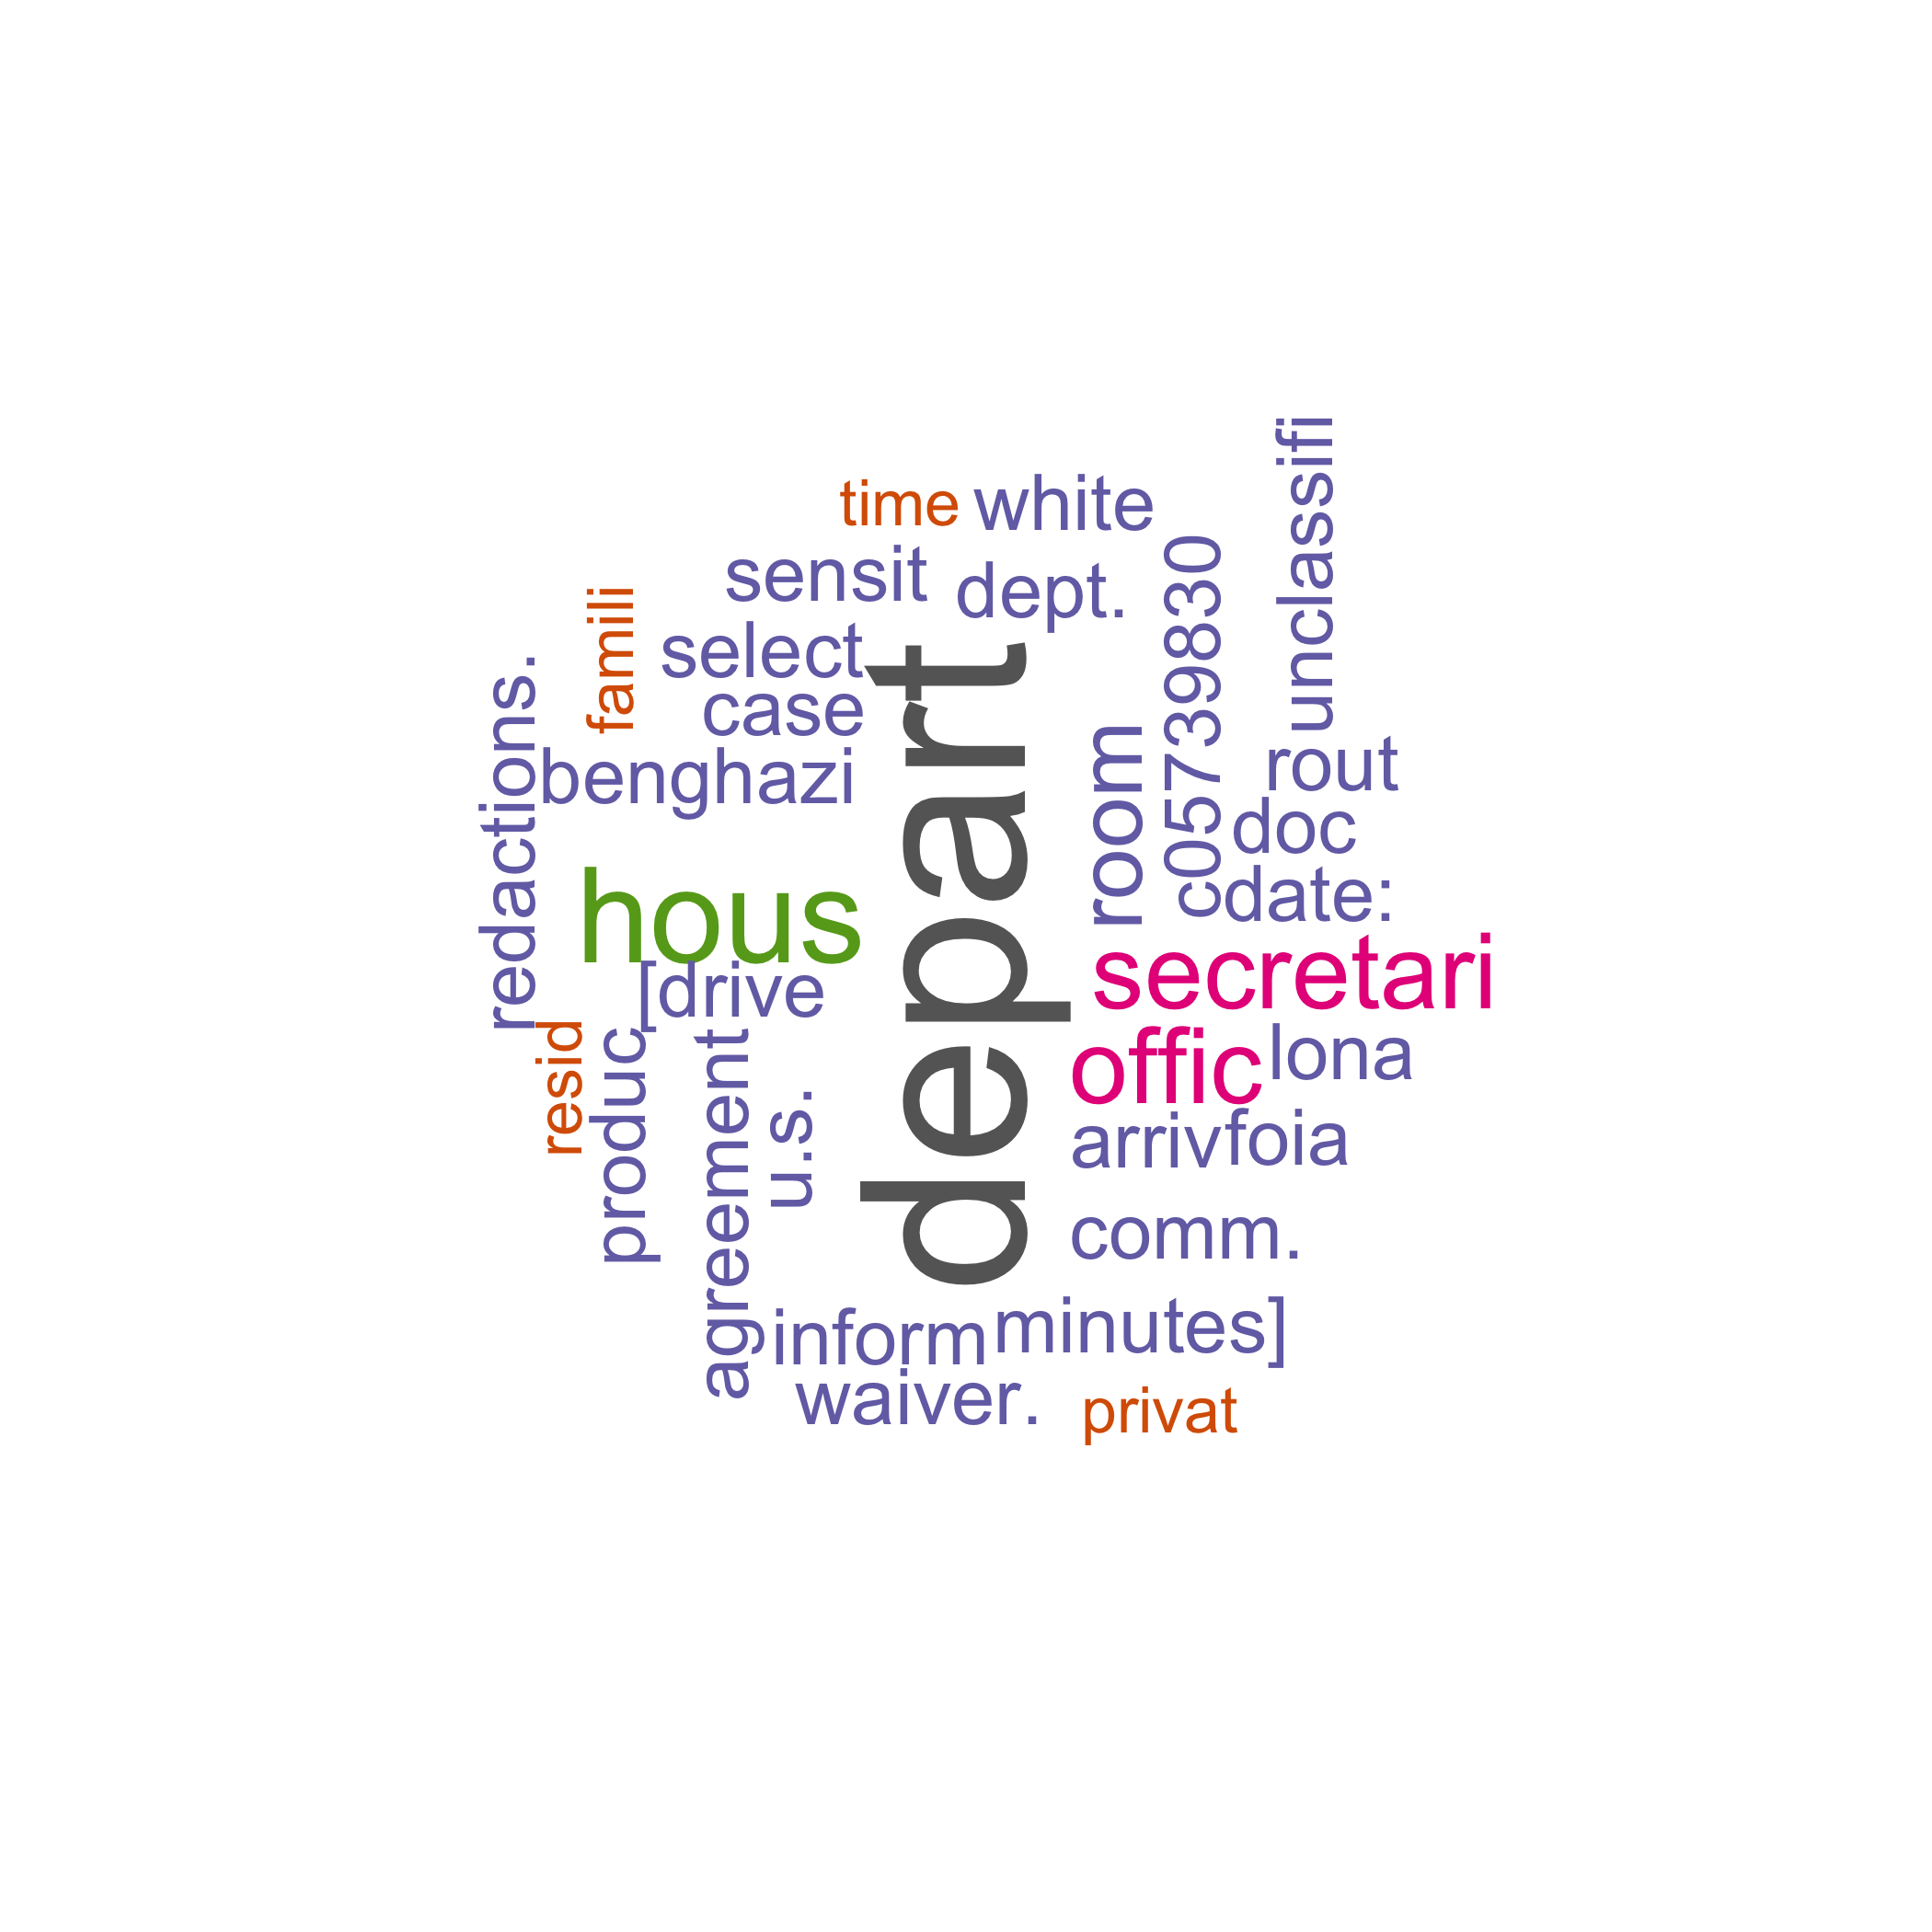 unclassifi
time
white
sensit
dept.
c05739830
famili
select
case
redactions.
benghazi
depart
room
rout
doc
date:
hous
secretari
[drive
offic
lona
resid
produc
agreement
u.s.
arriv
foia
comm.
inform
minutes]
waiver.
privat